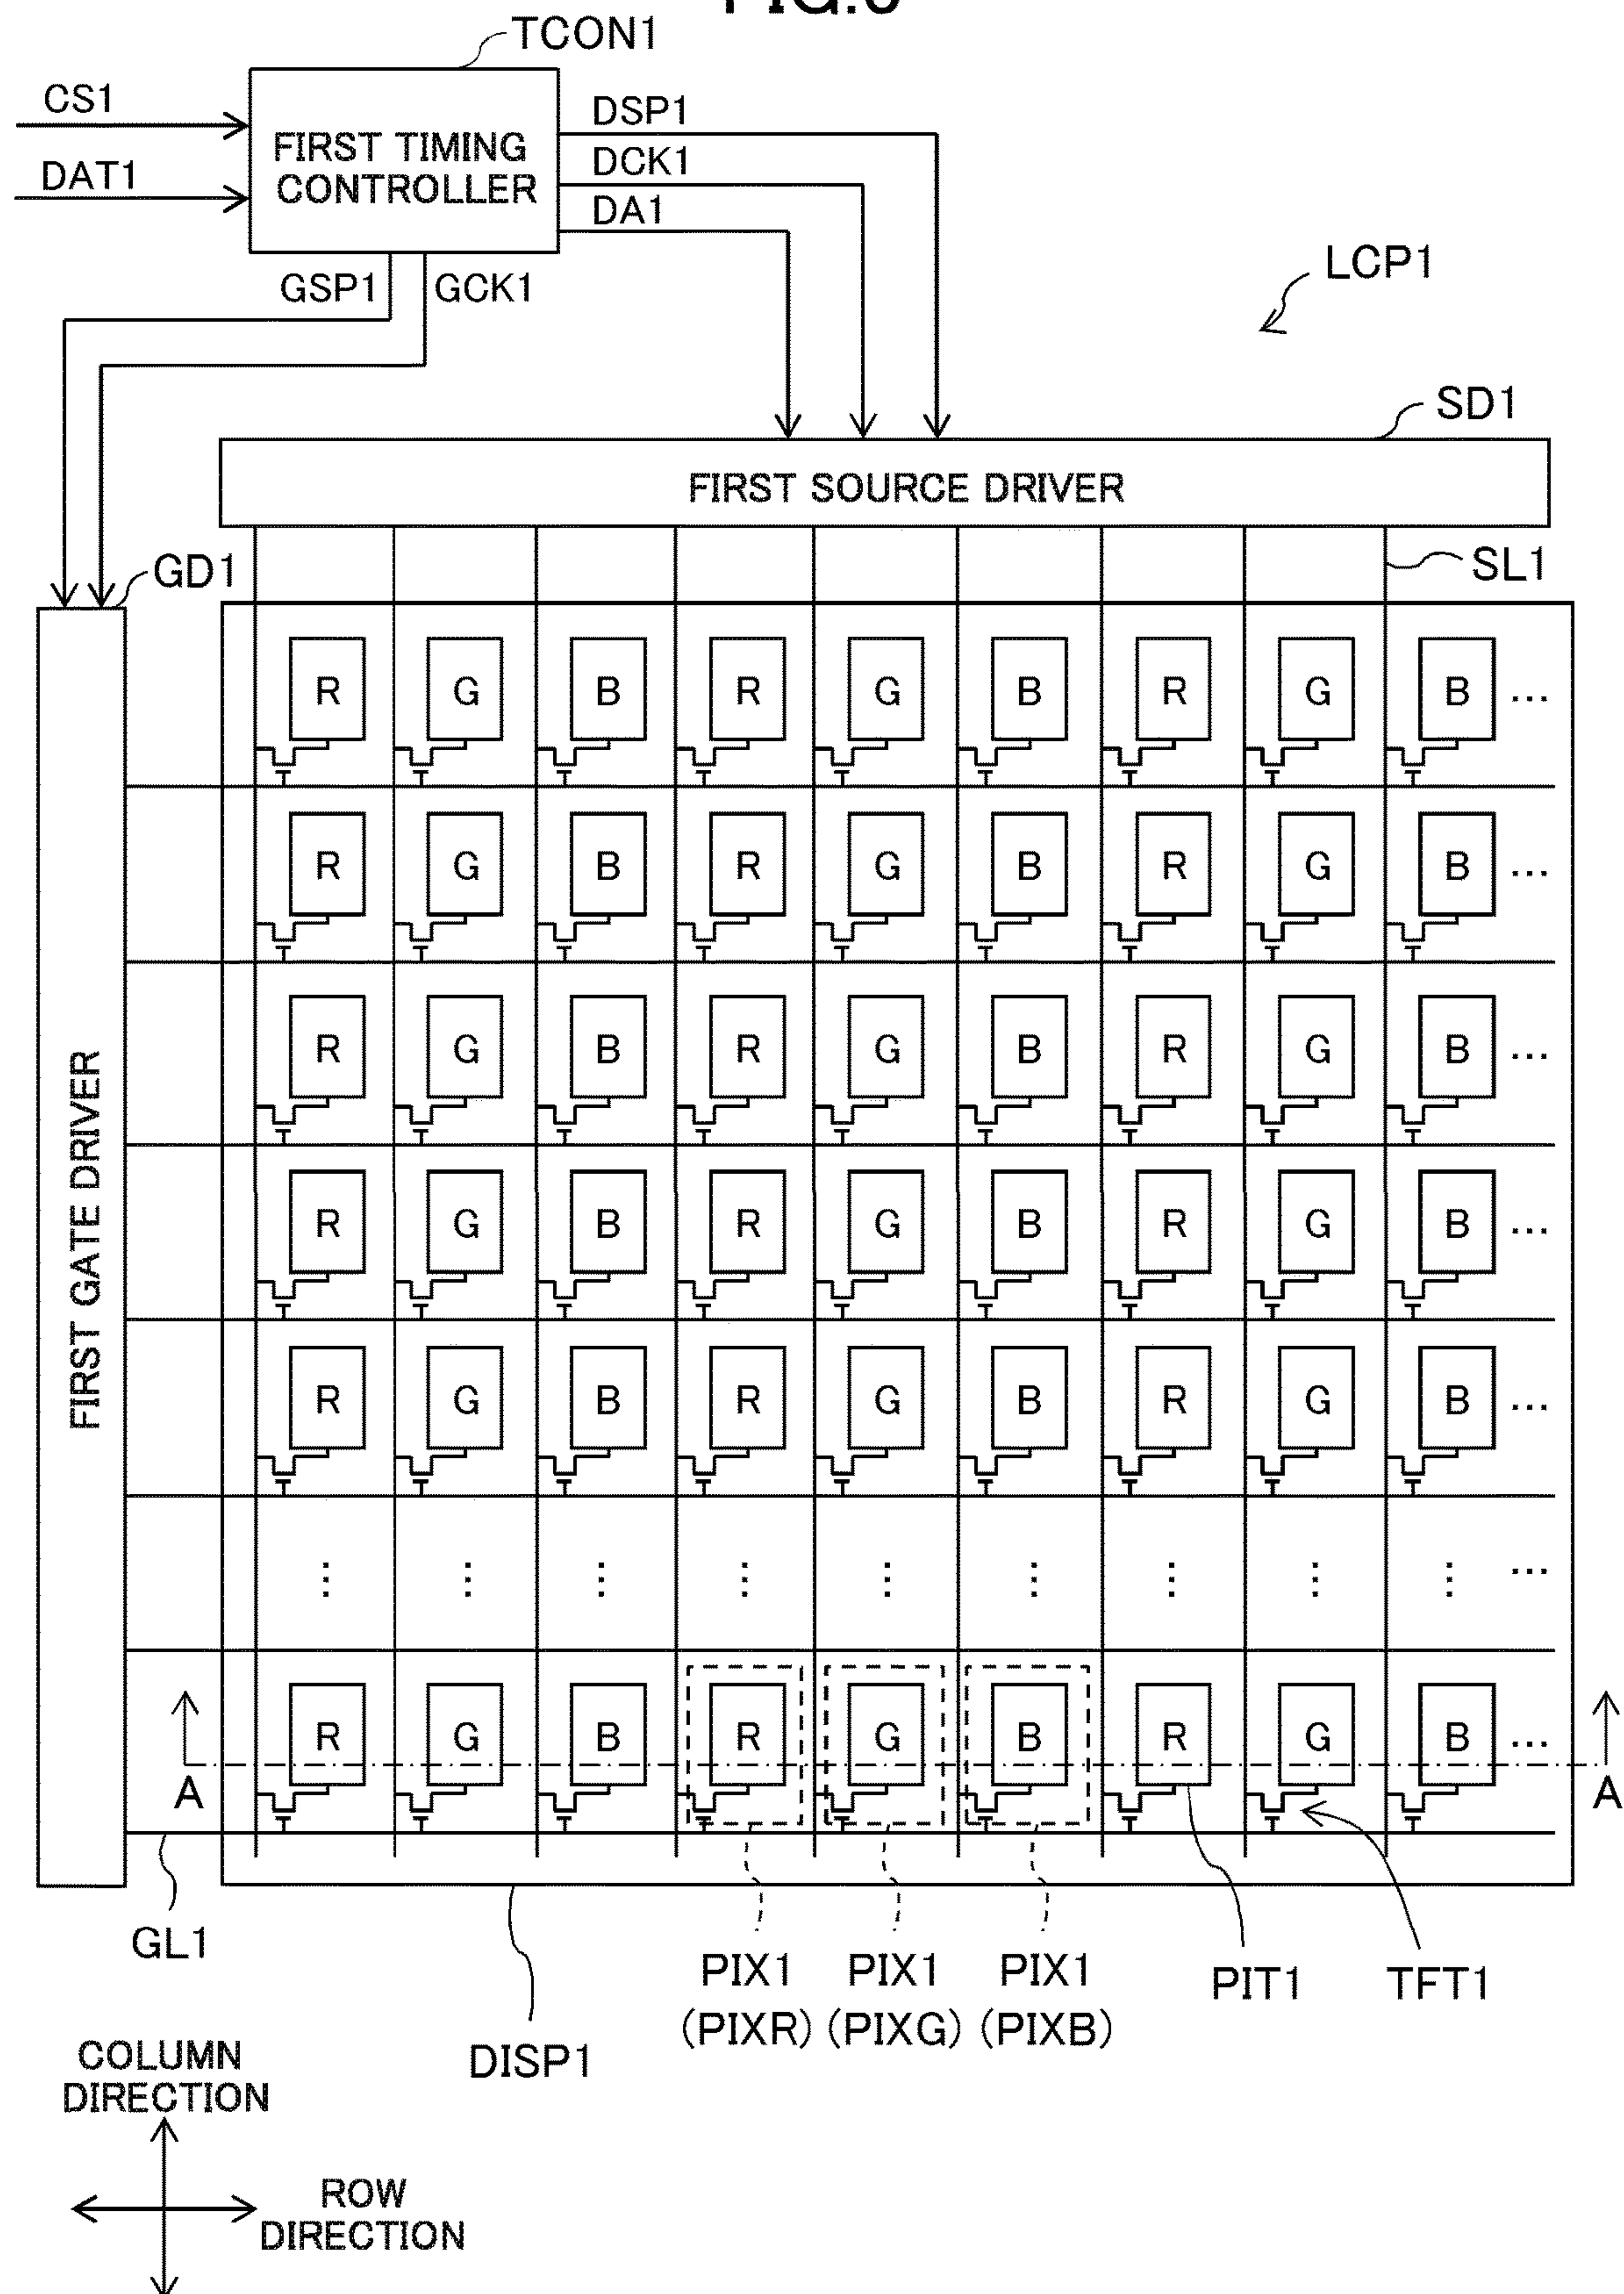 TCON1
CS1
DAT1
FIRST TIMING
CONTROLLER
DSP1
DCK1
DA1
GSP1
GCK1
LCP1
SD1
FIRST SOURCE DRIVER
GD1
SL1
FIRST GATE DRIVER
R G B R G B R G B ...
R G B R G B R G B ...
R G B R G B R G B ...
R G B R G B R G B ...
R G B R G B R G B ...
⋮ ⋮ ⋮ ⋮ ⋮ ⋮ ⋮ ⋮ ⋮ ...
R G B R G B R G B ...
A
A
GL1
DISP1
PIX1
(PIXR)
PIX1
(PIXG)
PIX1
(PIXB)
PIT1
TFT1
COLUMN
DIRECTION
ROW
DIRECTION